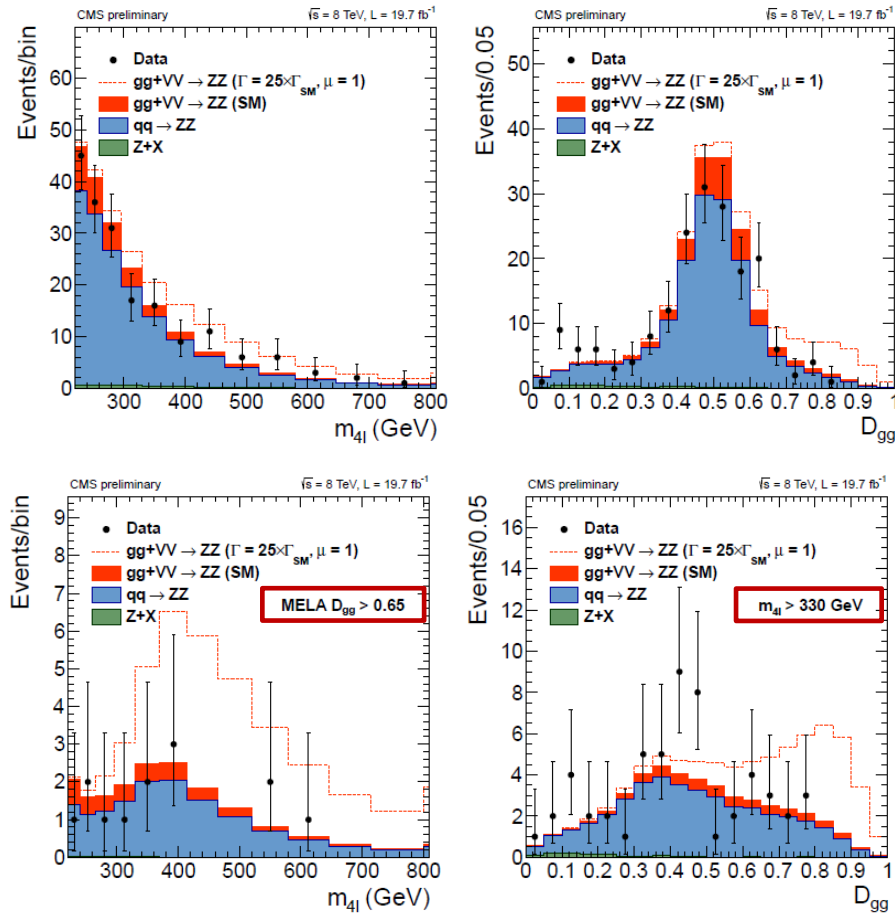 CMS preliminary
√s = 8 TeV, L = 19.7 fb⁻¹
Events/bin
60
50
40
30
20
10
0
Data
gg+VV→ZZ (Γ = 25×Γ_SM, μ = 1)
gg+VV→ZZ (SM)
qq→ZZ
Z+X
300 400 500 600 700 800
m_4l (GeV)
CMS preliminary
√s = 8 TeV, L = 19.7 fb⁻¹
Events/0.05
50
40
30
20
10
0
Data
gg+VV→ZZ (Γ = 25×Γ_SM, μ = 1)
gg+VV→ZZ (SM)
qq→ZZ
Z+X
0 0.1 0.2 0.3 0.4 0.5 0.6 0.7 0.8 0.9 1
D_gg
CMS preliminary
√s = 8 TeV, L = 19.7 fb⁻¹
Events/bin
9
8
7
6
5
4
3
2
1
0
Data
gg+VV→ZZ (Γ = 25×Γ_SM, μ = 1)
gg+VV→ZZ (SM)
qq→ZZ
Z+X
MELA D_gg > 0.65
300 400 500 600 700 800
m_4l (GeV)
CMS preliminary
√s = 8 TeV, L = 19.7 fb⁻¹
Events/0.05
16
14
12
10
8
6
4
2
0
Data
gg+VV→ZZ (Γ = 25×Γ_SM, μ = 1)
gg+VV→ZZ (SM)
qq→ZZ
Z+X
m_4l > 330 GeV
0 0.1 0.2 0.3 0.4 0.5 0.6 0.7 0.8 0.9 1
D_gg